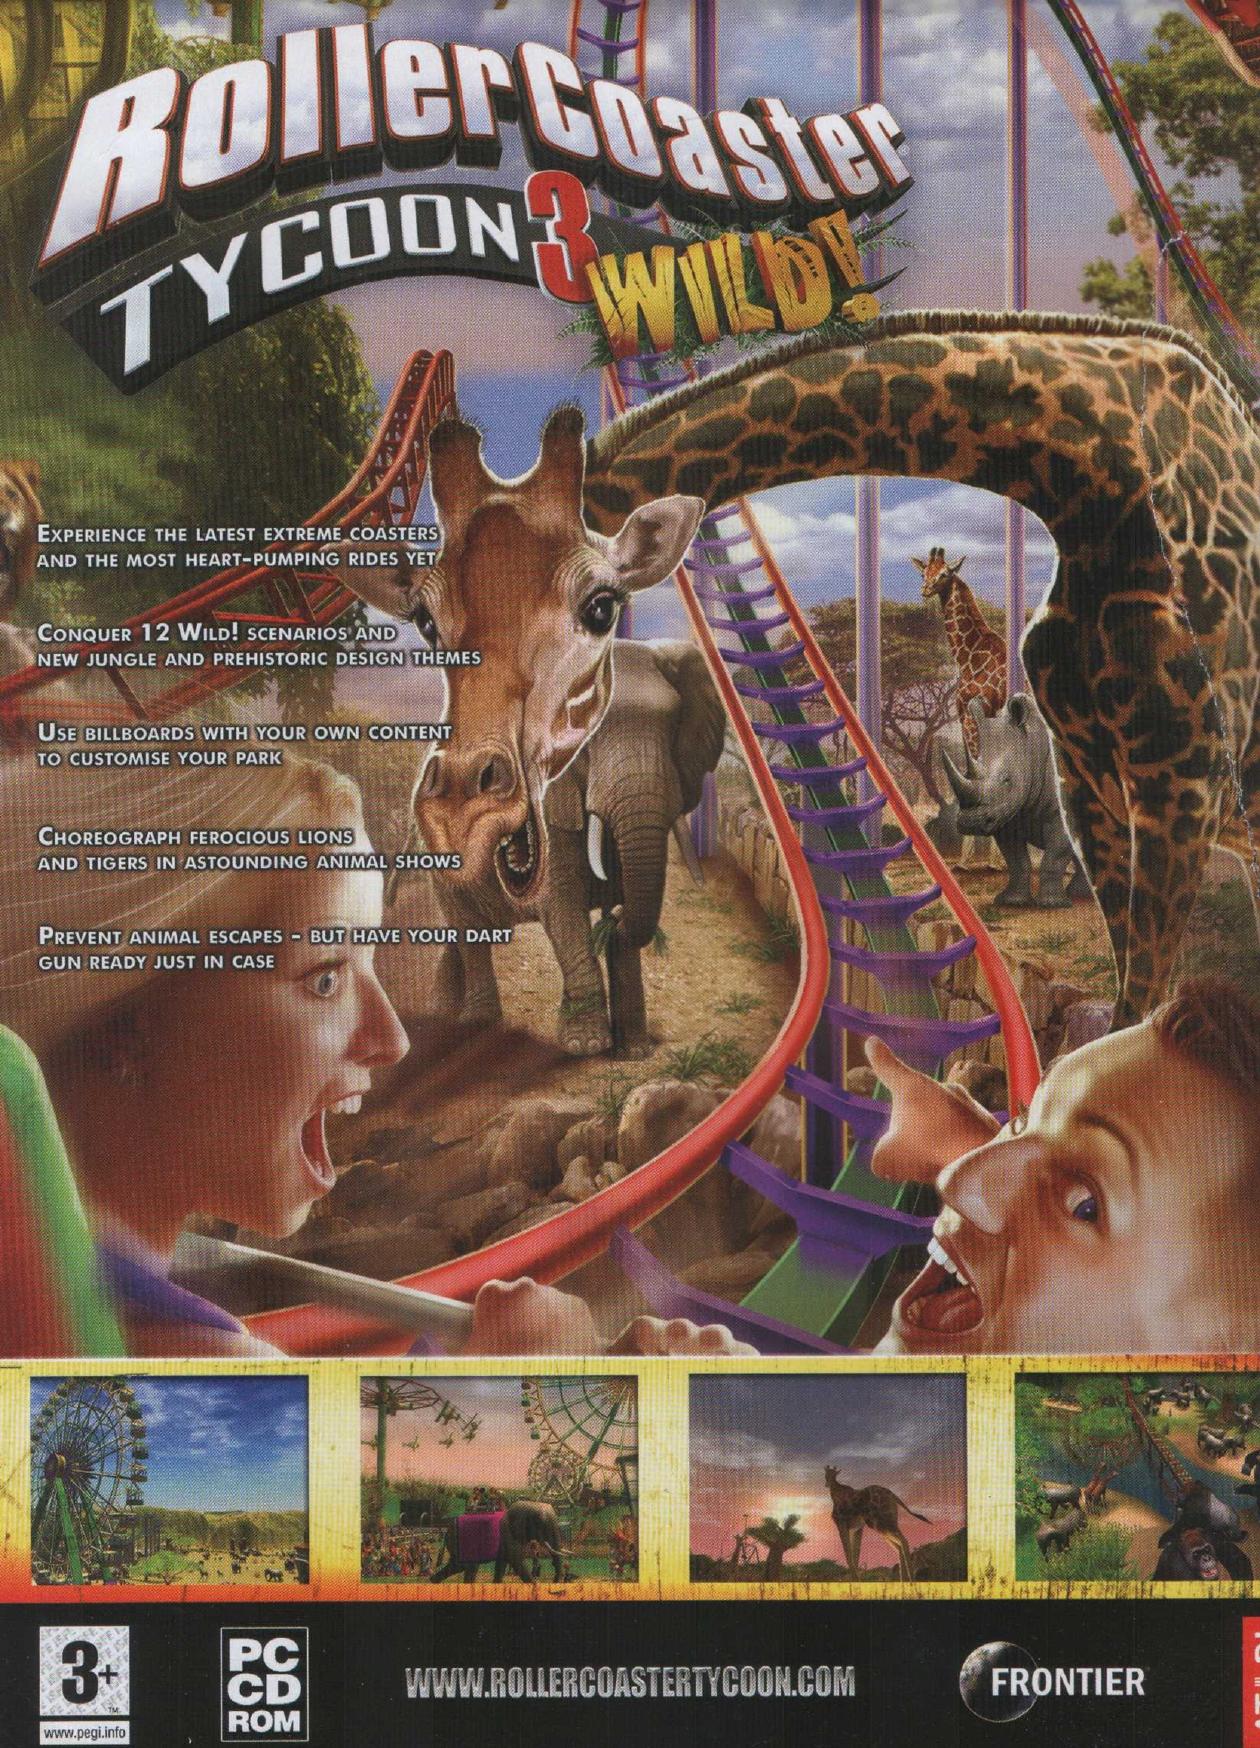 RollerCoaster
TYCOON 3
WILD!
EXPERIENCE THE LATEST EXTREME COASTERS
AND THE MOST HEART-PUMPING RIDES YET
CONQUER 12 WILD! SCENARIOS AND
NEW JUNGLE AND PREHISTORIC DESIGN THEMES
USE BILLBOARDS WITH YOUR OWN CONTENT
TO CUSTOMISE YOUR PARK
CHOREOGRAPH FEROCIOUS LIONS
AND TIGERS IN ASTOUNDING ANIMAL SHOWS
PREVENT ANIMAL ESCAPES - BUT HAVE YOUR DART
GUN READY JUST IN CASE
3+
TM
www.pegi.info
PC
CD
ROM
WWW.ROLLERCOASTERTYCOON.COM
FRONTIER